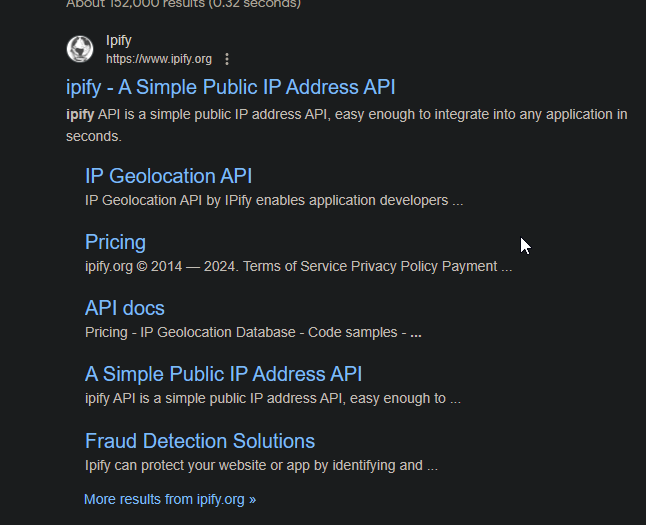 About 152,000 results (0.32 seconds)
Ipify
https://www.ipify.org
ipify - A Simple Public IP Address API
ipify API is a simple public IP address API, easy enough to integrate into any application in
seconds.
IP Geolocation API
IP Geolocation API by IPify enables application developers ...
Pricing
ipify.org © 2014 — 2024. Terms of Service Privacy Policy Payment ...
API docs
Pricing - IP Geolocation Database - Code samples - ...
A Simple Public IP Address API
ipify API is a simple public IP address API, easy enough to ...
Fraud Detection Solutions
Ipify can protect your website or app by identifying and ...
More results from ipify.org »